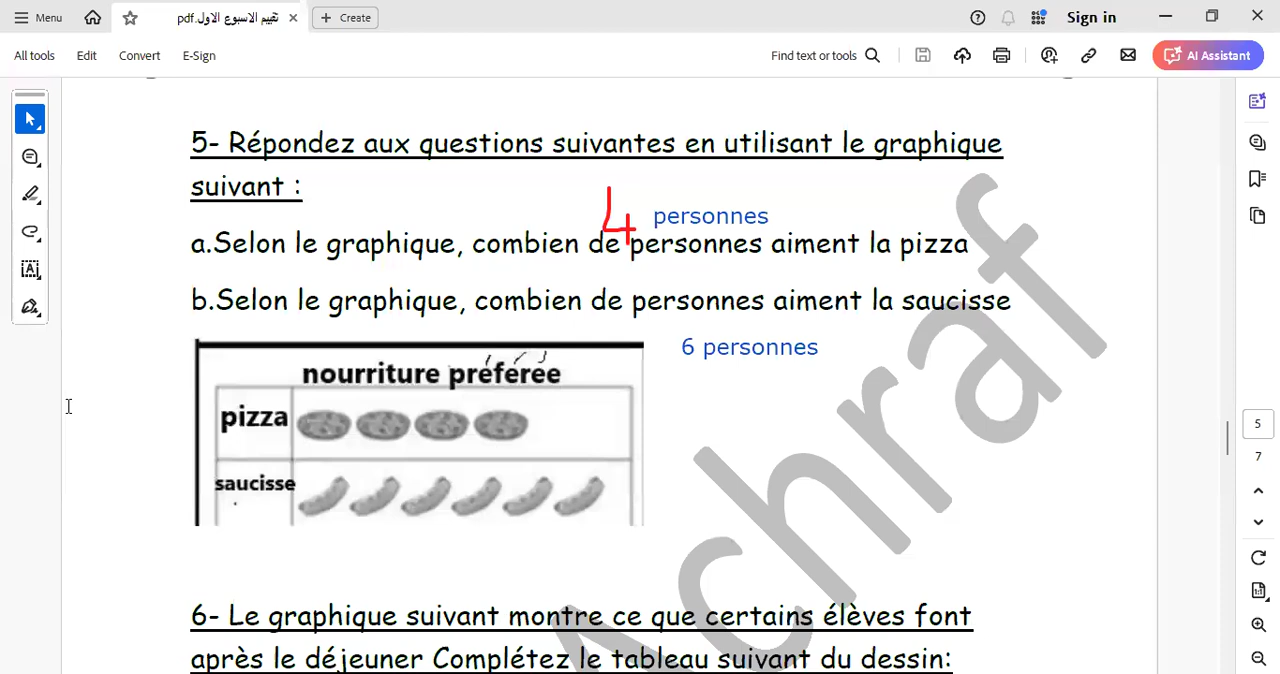 Menu تقييم الاسبوع الاول.pdf Create Sign in
All tools Edit Convert E-Sign Find text or tools AI Assistant
5- Répondez aux questions suivantes en utilisant le graphique
suivant :
4 personnes
a.Selon le graphique, combien de personnes aiment la pizza
b.Selon le graphique, combien de personnes aiment la saucisse
6 personnes
nourriture préférée
pizza
saucisse
5
7
6- Le graphique suivant montre ce que certains élèves font
après le déjeuner Complétez le tableau suivant du dessin:
Achraf